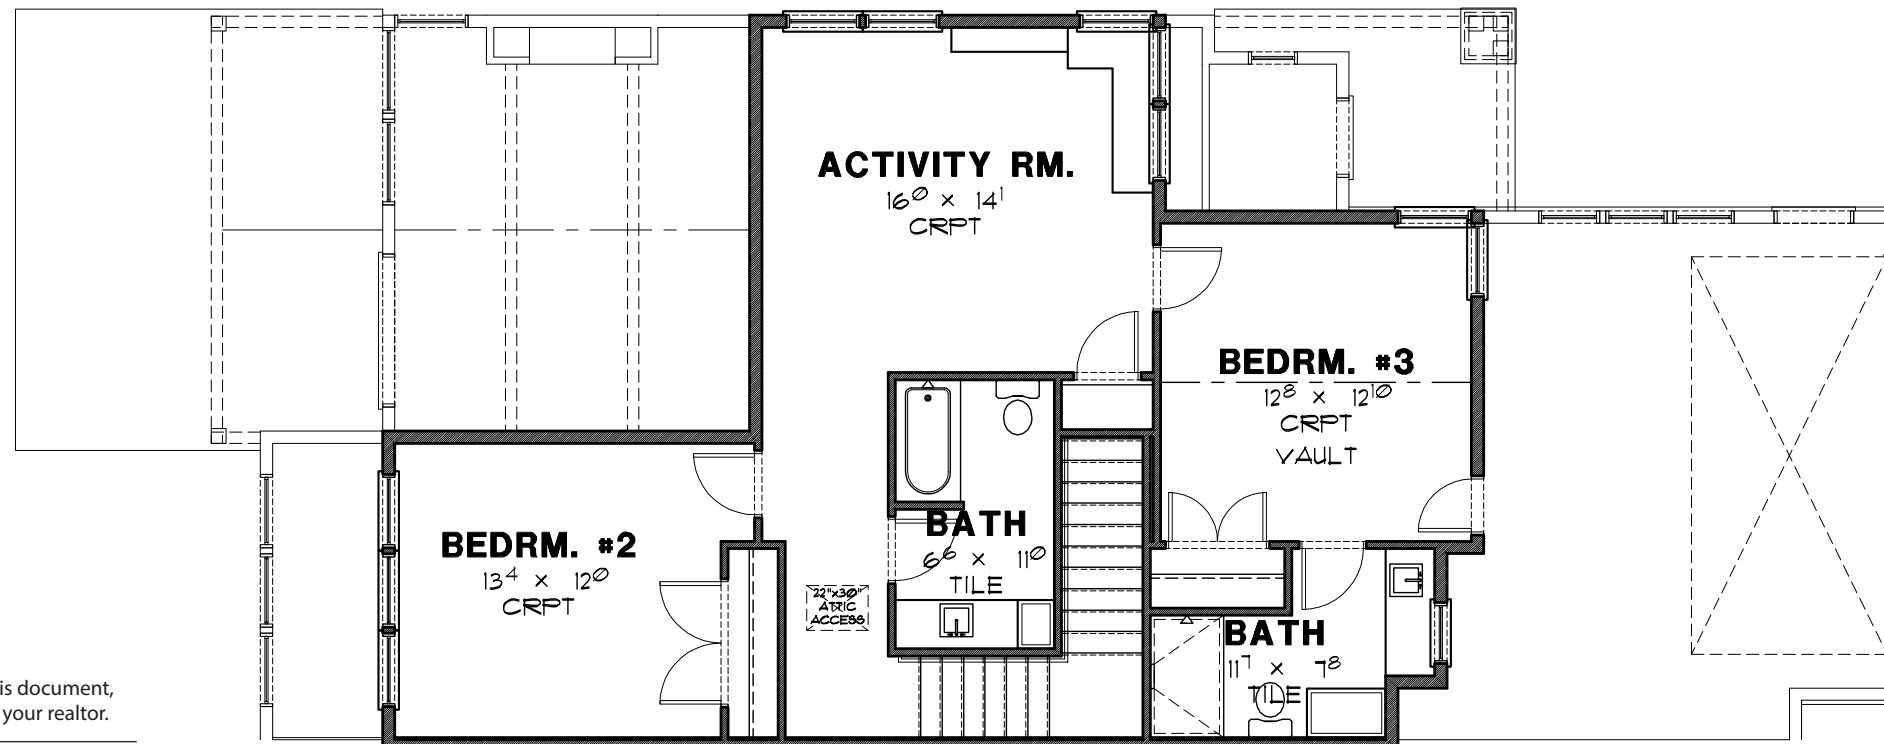 ACTIVITY RM.
16⁰ x 14¹
CRPT
BEDRM. #3
12⁸ x 12¹⁰
CRPT
VAULT
BEDRM. #2
13⁴ x 12⁰
CRPT
BATH
6⁶ x 11⁰
TILE
22"x30"
ATTIC
ACCESS
BATH
11⁷ x 7⁸
TILE
is document,
your realtor.